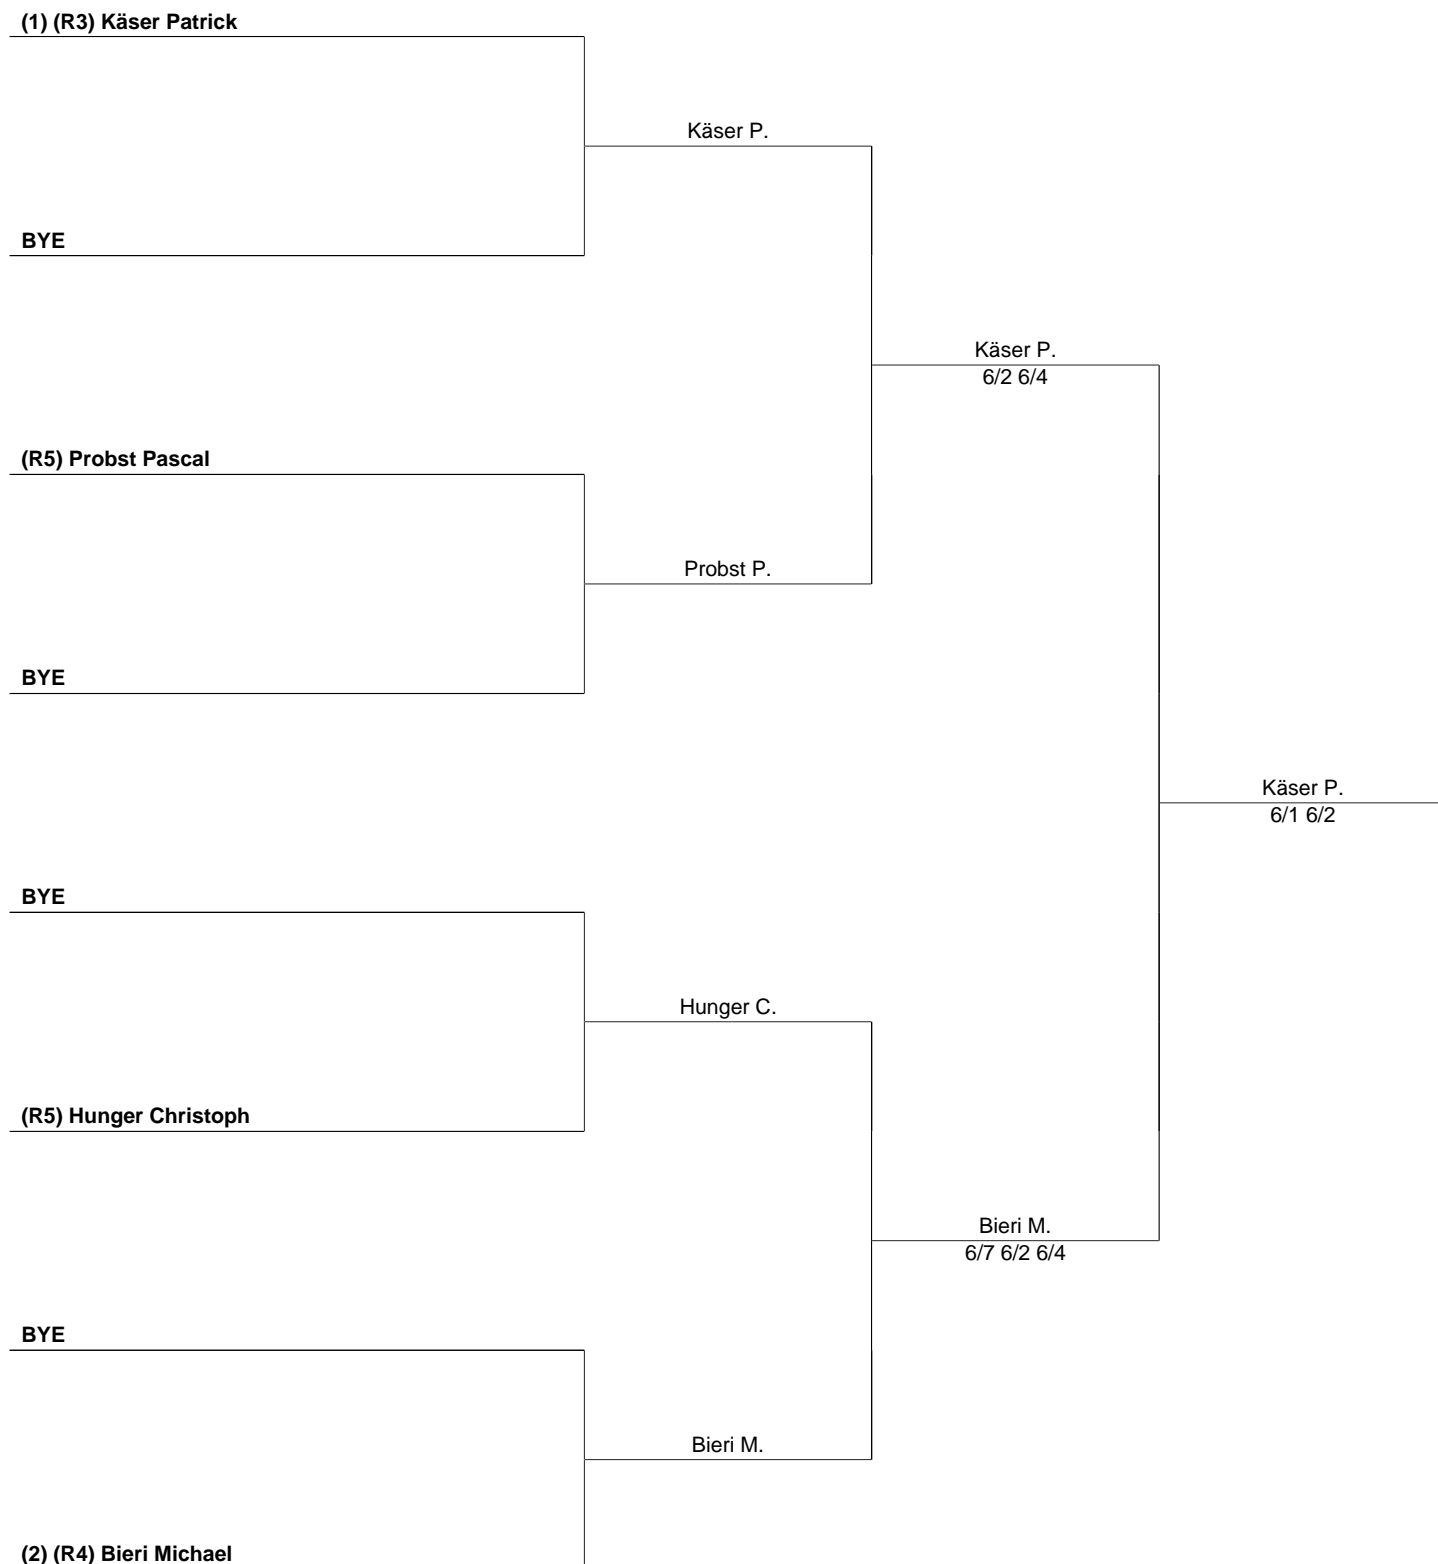 (1) (R3) Käser Patrick
Käser P.
BYE
Käser P.
6/2 6/4
(R5) Probst Pascal
Probst P.
BYE
Käser P.
6/1 6/2
BYE
Hunger C.
(R5) Hunger Christoph
Bieri M.
6/7 6/2 6/4
BYE
Bieri M.
(2) (R4) Bieri Michael